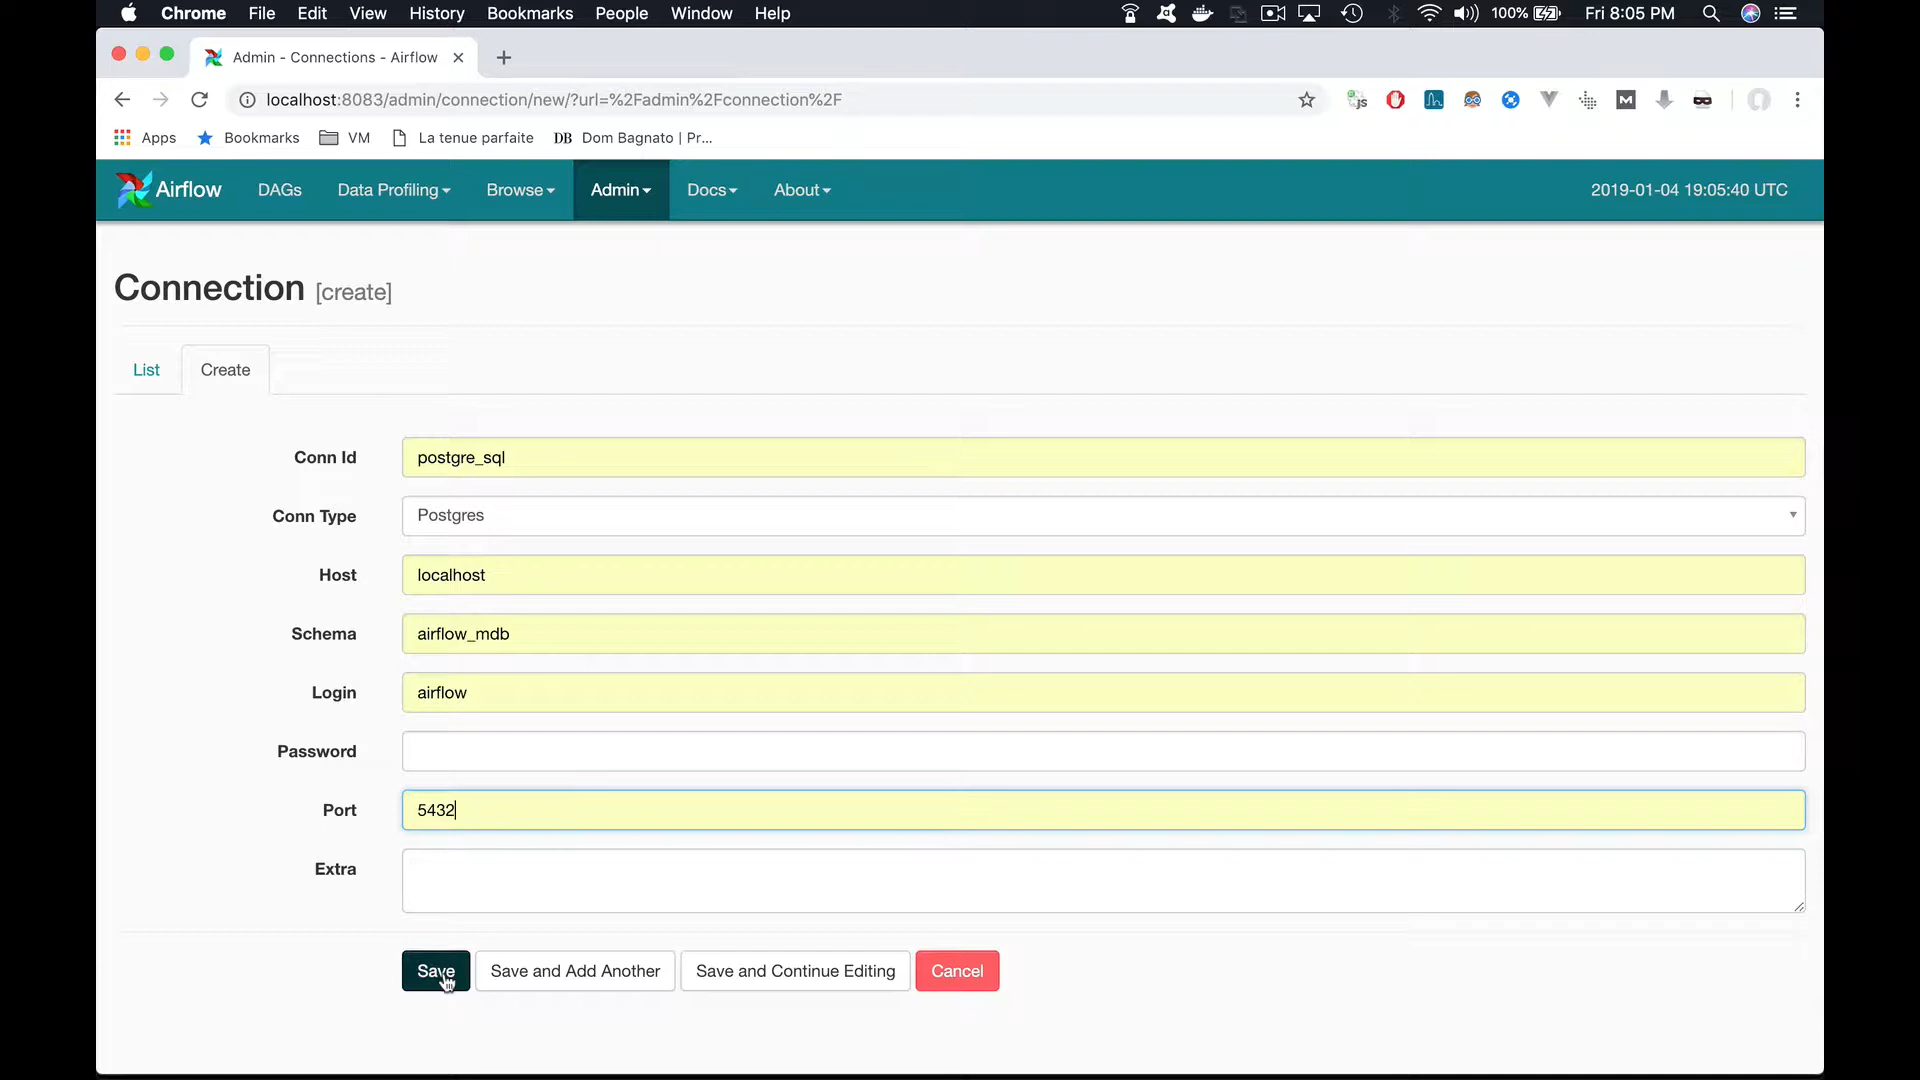 Chrome File Edit View History Bookmarks People Window Help 100% Fri 8:05 PM
Admin - Connections - Airflow
localhost:8083/admin/connection/new/?url=%2Fadmin%2Fconnection%2F
Apps Bookmarks VM La tenue parfaite DB Dom Bagnato | Pr...
Airflow DAGs Data Profiling Browse Admin Docs About 2019-01-04 19:05:40 UTC
Connection [create]
List Create
Conn Id postgre_sql
Conn Type Postgres
Host localhost
Schema airflow_mdb
Login airflow
Password
Port 5432
Extra
Save Save and Add Another Save and Continue Editing Cancel